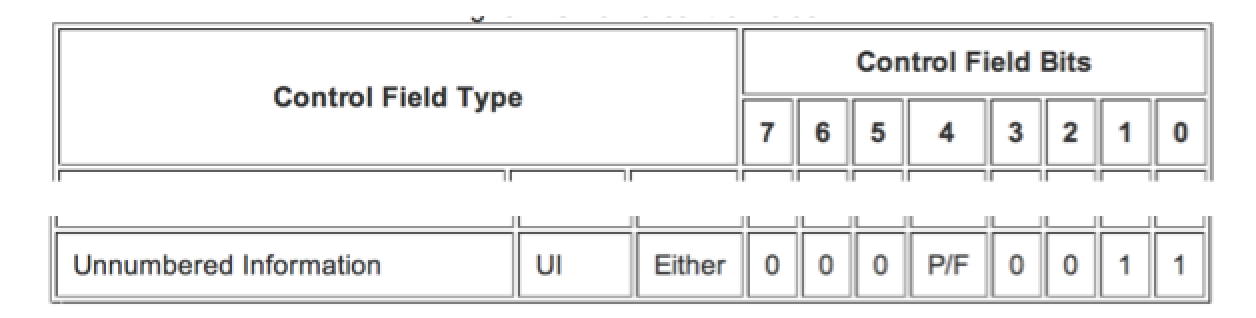 Control Field Type
Control Field Bits
7 6 5 4 3 2 1 0
Unnumbered Information UI Either 0 0 0 P/F 0 0 1 1